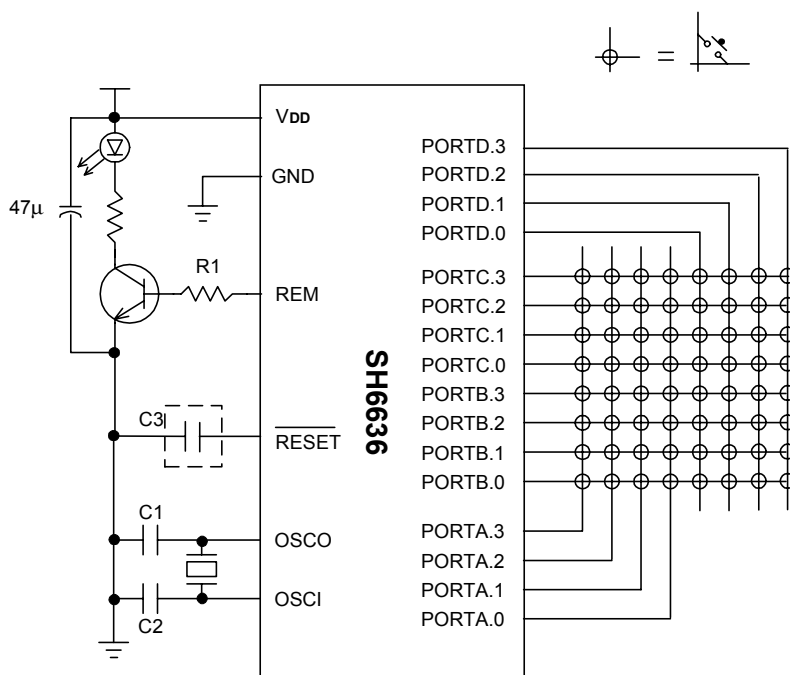 =
VDD
GND
47μ
R1
REM
C3
RESET
C1
OSCO
OSCI
C2
SH6636
PORTD.3
PORTD.2
PORTD.1
PORTD.0
PORTC.3
PORTC.2
PORTC.1
PORTC.0
PORTB.3
PORTB.2
PORTB.1
PORTB.0
PORTA.3
PORTA.2
PORTA.1
PORTA.0